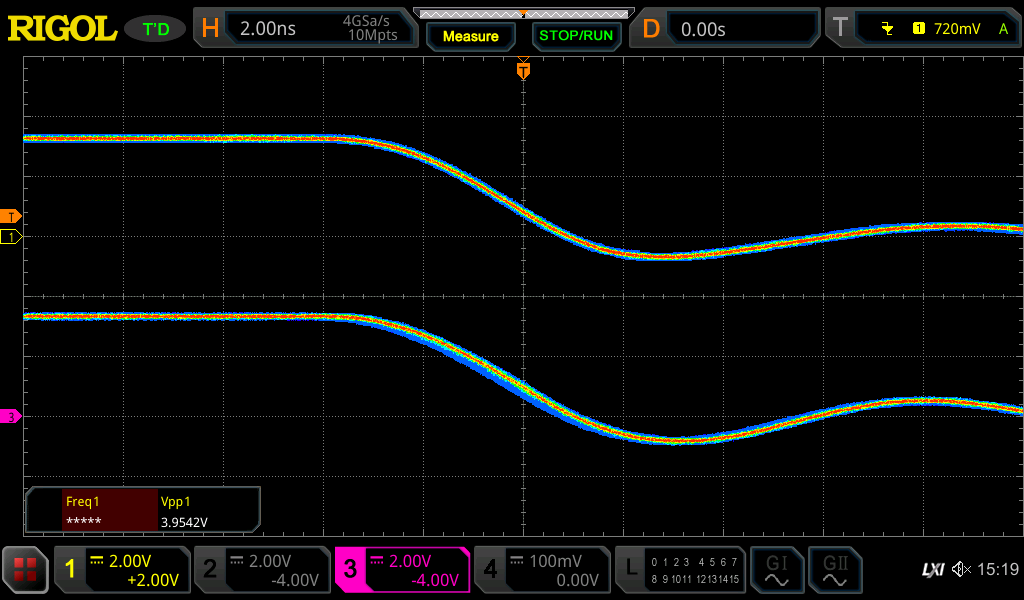 RIGOL T'D H 2.00ns 4GSa/s 10Mpts Measure STOP/RUN D 0.00s T 1 720mV A
T
T
1
3
Freq1 Vpp1
***** 3.9542V
1 2.00V +2.00V 2 2.00V -4.00V 3 2.00V -4.00V 4 100mV 0.00V L 0 1 2 3 4 5 6 7 8 9 10 11 12 13 14 15 GI GII LXI 15:19